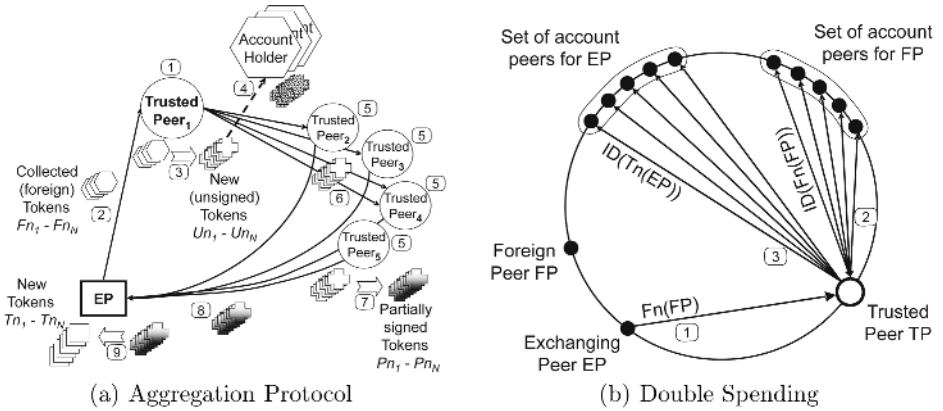 1
Trusted
Peer1
nt
nt
Account
Holder
4
5
Trusted
Peer2
5
Trusted
Peer3
5
Trusted
Peer4
5
Trusted
Peer5
3
6
Collected
(foreign)
Tokens
Fn1 - FnN
2
New
(unsigned)
Tokens
Un1 - UnN
7
Partially
signed
Tokens
Pn1 - PnN
8
New
Tokens
Tn1 - TnN
EP
9
(a) Aggregation Protocol
Set of account
peers for EP
Set of account
peers for FP
ID(Tn(EP))
ID(Fn(FP))
2
3
Foreign
Peer FP
Fn(FP)
1
Exchanging
Peer EP
Trusted
Peer TP
(b) Double Spending